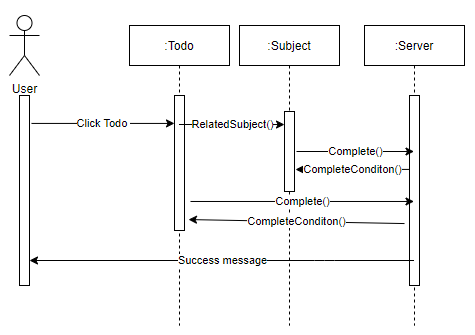 :Todo
:Subject
:Server
User
Click Todo
RelatedSubject()
Complete()
CompleteConditon()
Complete()
CompleteConditon()
Success message